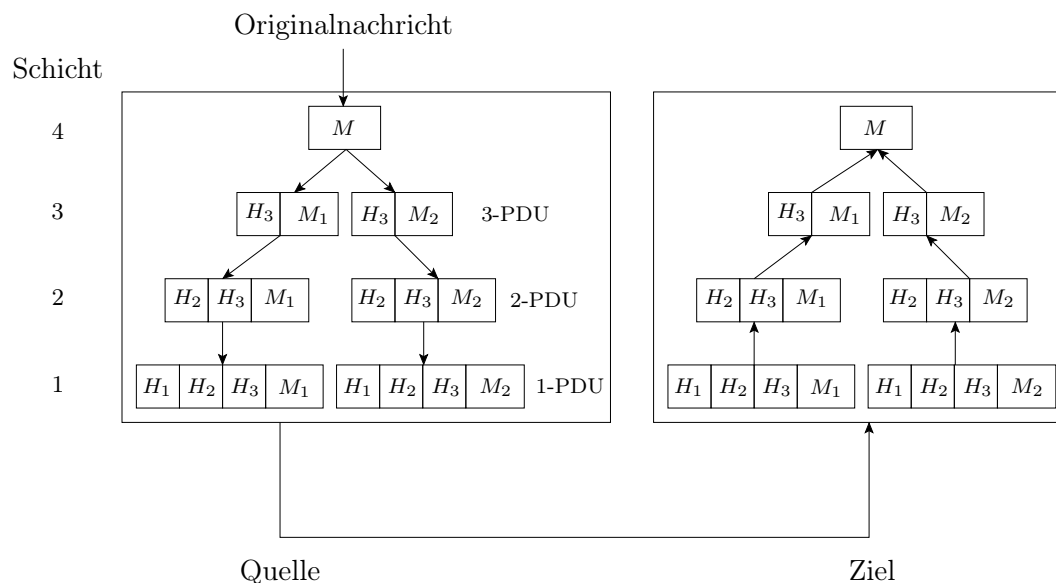 Originalnachricht
Schicht
4 M M
3 H₃ M₁ H₃ M₂ 3-PDU H₃ M₁ H₃ M₂
2 H₂ H₃ M₁ H₂ H₃ M₂ 2-PDU H₂ H₃ M₁ H₂ H₃ M₂
1 H₁ H₂ H₃ M₁ H₁ H₂ H₃ M₂ 1-PDU H₁ H₂ H₃ M₁ H₁ H₂ H₃ M₂
Quelle Ziel